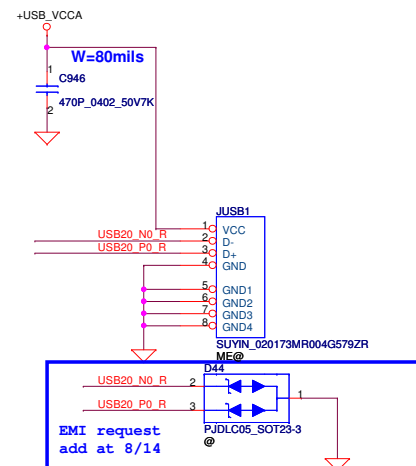 +USB_VCCA
W=80mils
1
C946
470P_0402_50V7K
2
JUSB1
1 VCC
USB20_N0_R 2 D-
USB20_P0_R 3 D+
4 GND
5 GND1
6 GND2
7 GND3
8 GND4
SUYIN_020173MR004G579ZR
ME@
D44
USB20_N0_R 2
1
USB20_P0_R 3
PJDLC05_SOT23-3
@
EMI request
add at 8/14